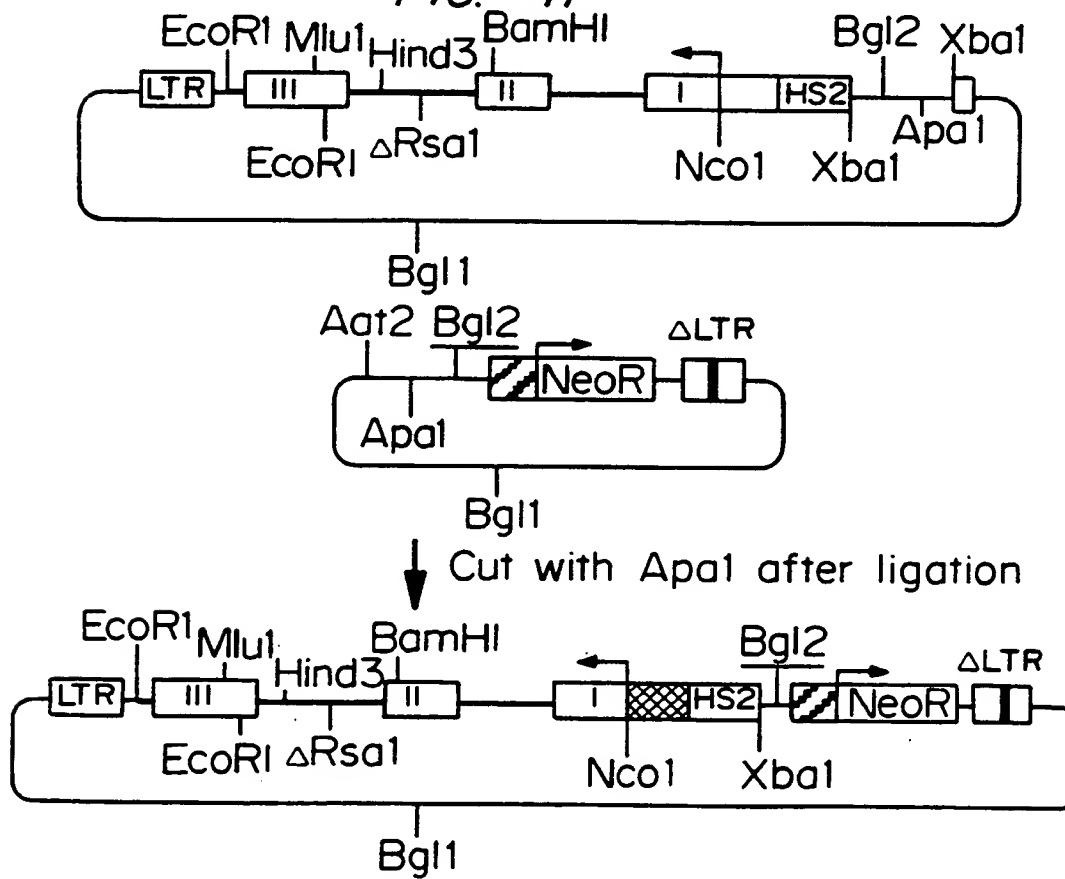 EcoR1 Mlu1 Hind3 BamHI Bgl2 Xba1
LTR III II I HS2
EcoRI ΔRsa1 Nco1 Xba1 Apa1
Bgl1
Aat2 Bgl2 ΔLTR
NeoR
Apa1
Bgl1
Cut with Apa1 after ligation
EcoR1 Mlu1 Hind3 BamHI Bgl2 ΔLTR
LTR III II I HS2 NeoR
EcoRI ΔRsa1 Nco1 Xba1
Bgl1